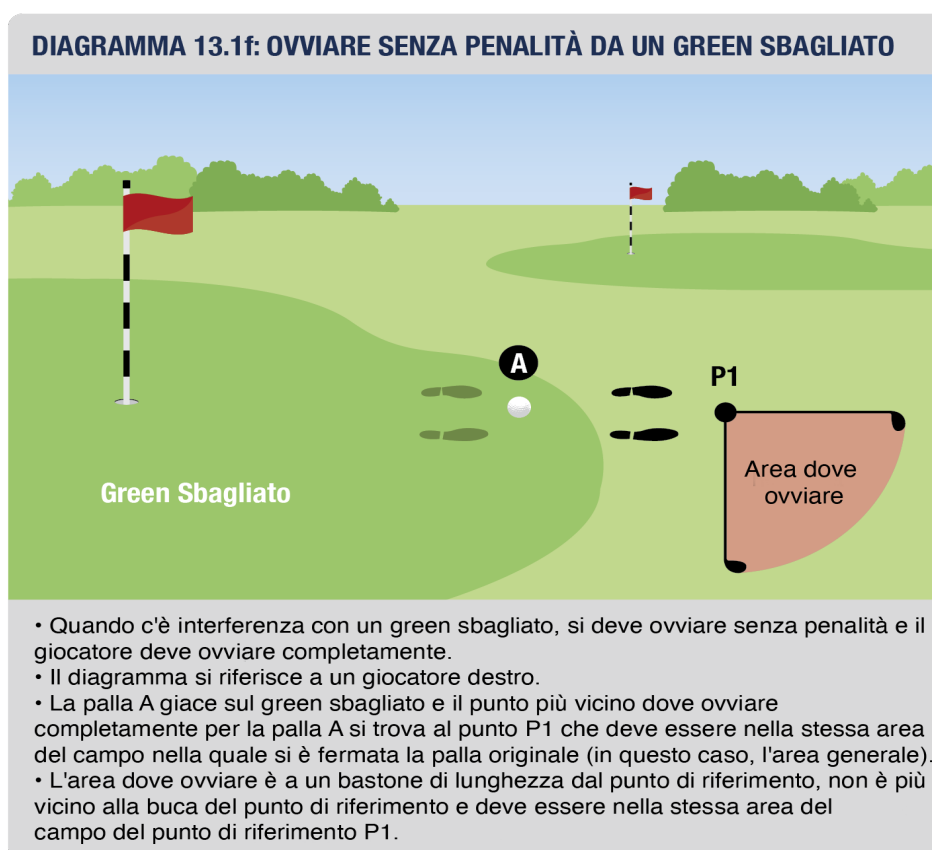 DIAGRAMMA 13.1f: OVVIARE SENZA PENALITÀ DA UN GREEN SBAGLIATO
A
P1
Area dove
ovviare
Green Sbagliato
• Quando c'è interferenza con un green sbagliato, si deve ovviare senza penalità e il
giocatore deve ovviare completamente.
• Il diagramma si riferisce a un giocatore destro.
• La palla A giace sul green sbagliato e il punto più vicino dove ovviare
completamente per la palla A si trova al punto P1 che deve essere nella stessa area
del campo nella quale si è fermata la palla originale (in questo caso, l'area generale).
• L'area dove ovviare è a un bastone di lunghezza dal punto di riferimento, non è più
vicino alla buca del punto di riferimento e deve essere nella stessa area del
campo del punto di riferimento P1.